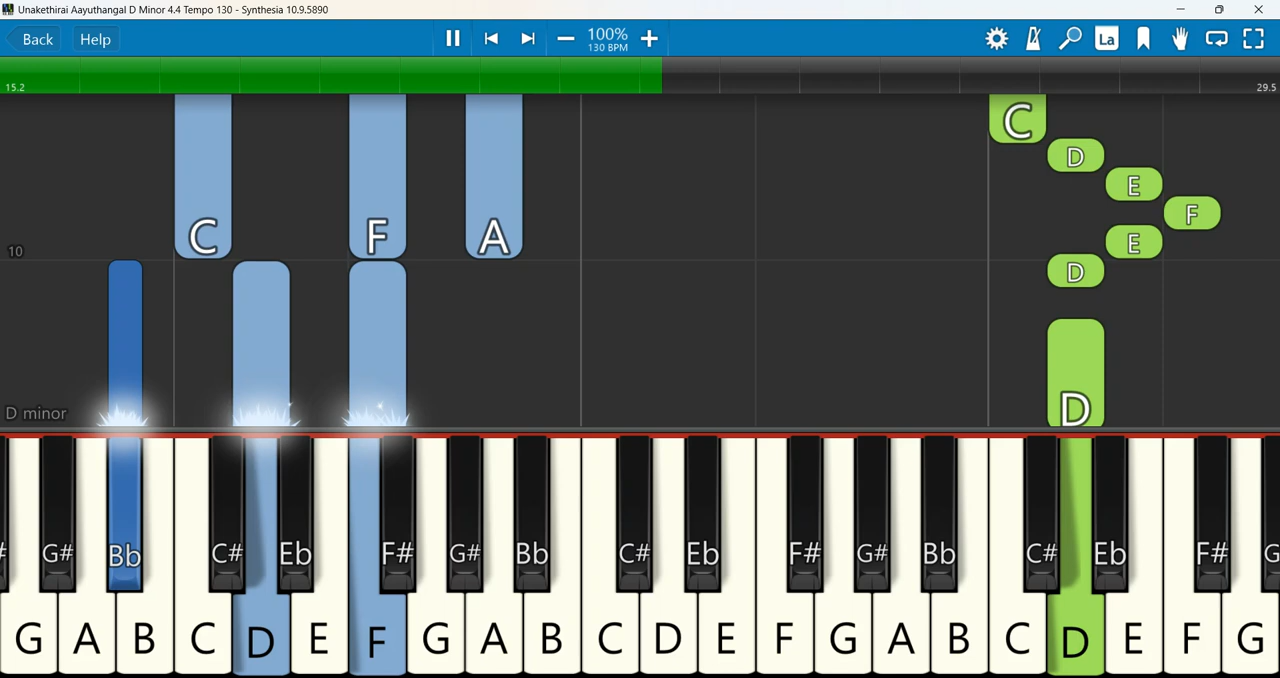 Unakethirai Aayuthangal D Minor 4.4 Tempo 130 - Synthesia 10.9.5890
Back Help 100% La
130 BPM
15.2 29.5
C
D
C F A E
F
10 E
D
D minor D
G# Bb C# Eb F# G# Bb C# Eb F# G# Bb C# Eb F# G
G A B C D E F G A B C D E F G A B C D E F G